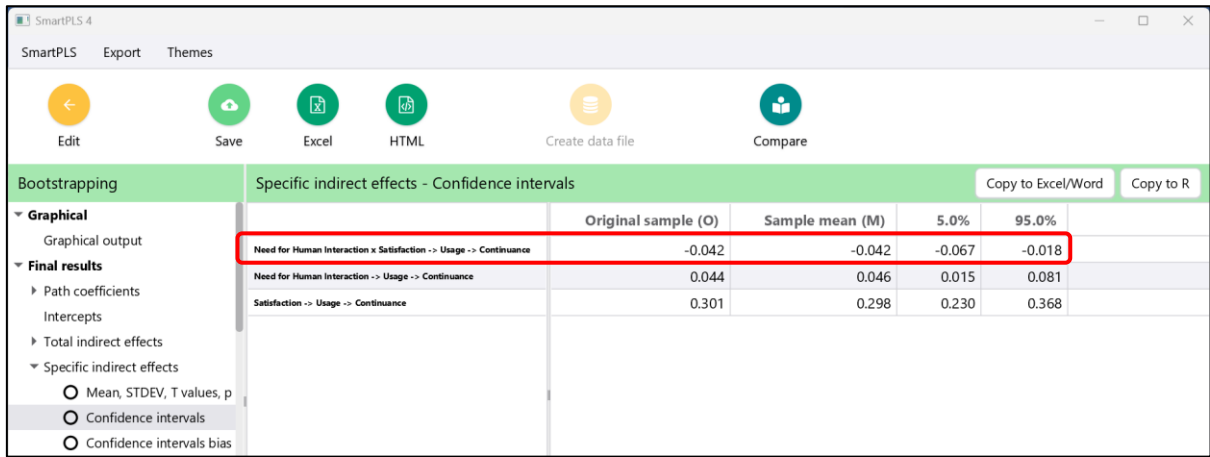 SmartPLS 4
SmartPLS Export Themes
Edit Save Excel HTML Create data file Compare
Bootstrapping
Specific indirect effects - Confidence intervals Copy to Excel/Word Copy to R
Graphical
Graphical output
Final results
Path coefficients
Intercepts
Total indirect effects
Specific indirect effects
Mean, STDEV, T values, p
Confidence intervals
Confidence intervals bias
Original sample (O) Sample mean (M) 5.0% 95.0%
Need for Human Interaction x Satisfaction -> Usage -> Continuance -0.042 -0.042 -0.067 -0.018
Need for Human Interaction -> Usage -> Continuance 0.044 0.046 0.015 0.081
Satisfaction -> Usage -> Continuance 0.301 0.298 0.230 0.368